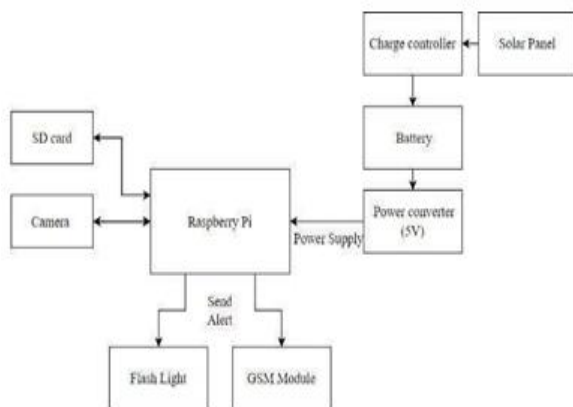 Charge controller
Solar Panel
SD card
Battery
Camera
Raspberry Pi
Power converter
(5V)
Power Supply
Send
Alert
Flash Light
GSM Module